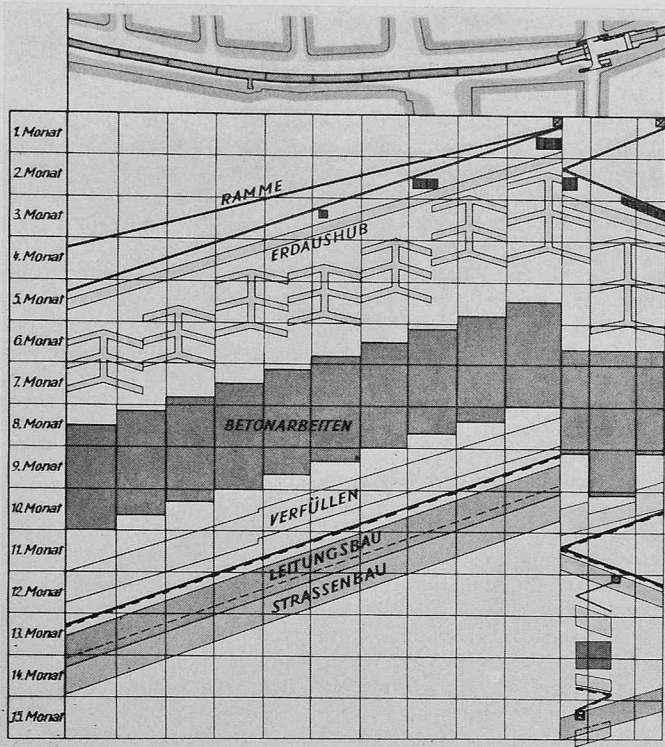 1. Monat
2. Monat
3. Monat
4. Monat
5. Monat
6. Monat
7. Monat
8. Monat
9. Monat
10. Monat
11. Monat
12. Monat
13. Monat
14. Monat
15. Monat
RAMME
ERDAUSHUB
BETONARBEITEN
VERFÜLLEN
LEITUNGSBAU
STRASSENBAU